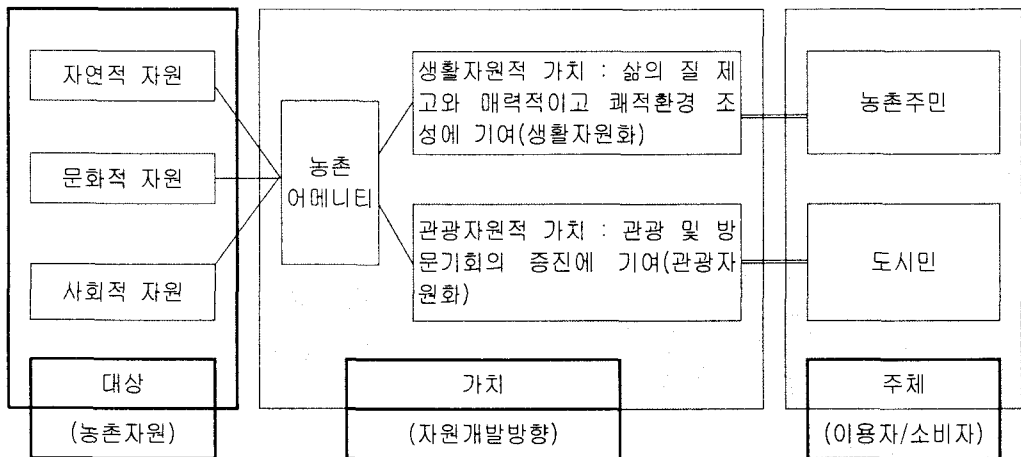 자연적 자원
문화적 자원
사회적 자원
대상
(농촌자원)
농촌
어메니티
생활자원적 가치 : 삶의 질 제
고와 매력적이고 쾌적환경 조
성에 기여(생활자원화)
관광자원적 가치 : 관광 및 방
문기회의 증진에 기여(관광자
원화)
가치
(자원개발방향)
농촌주민
도시민
주체
(이용자/소비자)